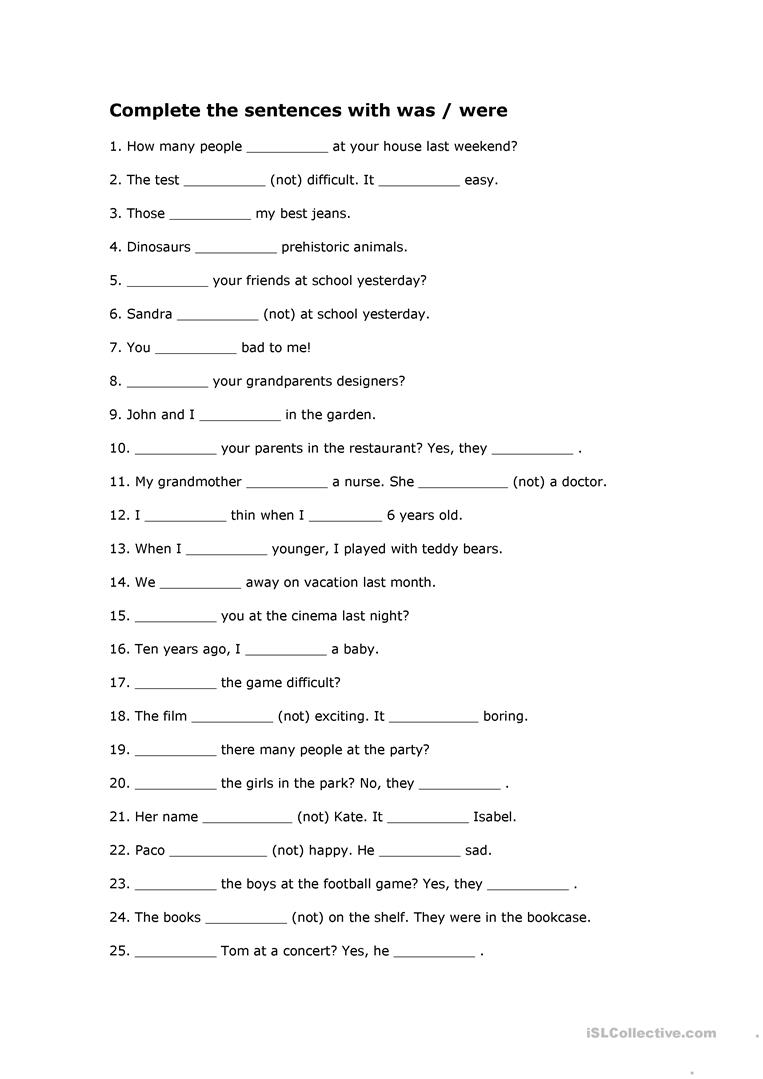 Complete the sentences with was / were
1. How many people __________ at your house last weekend?
2. The test __________ (not) difficult. It __________ easy.
3. Those __________ my best jeans.
4. Dinosaurs __________ prehistoric animals.
5. __________ your friends at school yesterday?
6. Sandra __________ (not) at school yesterday.
7. You __________ bad to me!
8. __________ your grandparents designers?
9. John and I __________ in the garden.
10. __________ your parents in the restaurant? Yes, they __________ .
11. My grandmother __________ a nurse. She ___________ (not) a doctor.
12. I __________ thin when I _________ 6 years old.
13. When I __________ younger, I played with teddy bears.
14. We __________ away on vacation last month.
15. __________ you at the cinema last night?
16. Ten years ago, I __________ a baby.
17. __________ the game difficult?
18. The film __________ (not) exciting. It ___________ boring.
19. __________ there many people at the party?
20. __________ the girls in the park? No, they __________ .
21. Her name ___________ (not) Kate. It __________ Isabel.
22. Paco ____________ (not) happy. He __________ sad.
23. __________ the boys at the football game? Yes, they __________ .
24. The books __________ (not) on the shelf. They were in the bookcase.
25. __________ Tom at a concert? Yes, he __________ .
iSLCollective.com